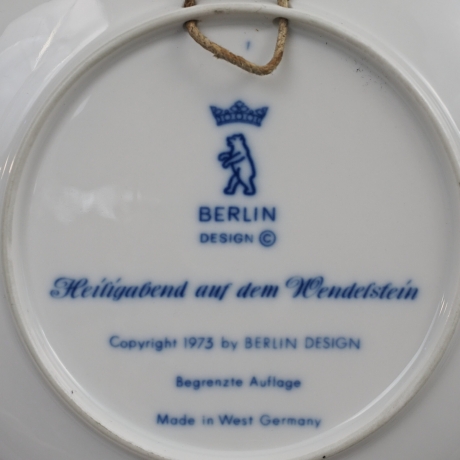 BERLIN
DESIGN ©
Heiligabend auf dem Wendelstein
Copyright 1973 by BERLIN DESIGN
Begrenzte Auflage
Made in West Germany